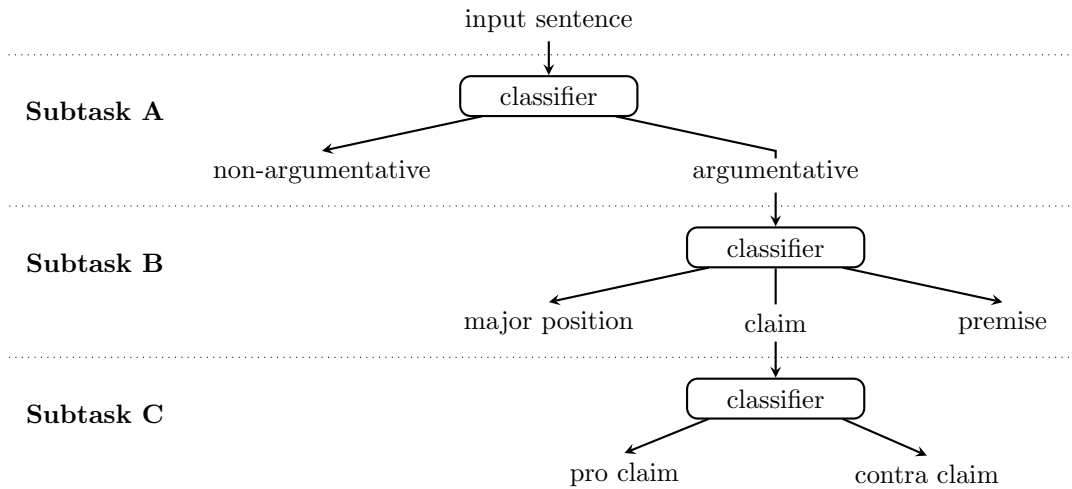 input sentence
classifier
Subtask A
non-argumentative argumentative
classifier
Subtask B
major position claim premise
classifier
Subtask C
pro claim contra claim